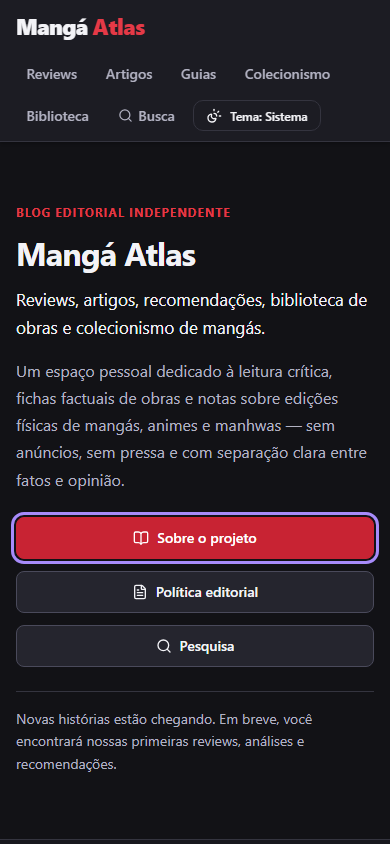 Mangá Atlas
Reviews Artigos Guias Colecionismo
Biblioteca Busca Tema: Sistema
BLOG EDITORIAL INDEPENDENTE
Mangá Atlas
Reviews, artigos, recomendações, biblioteca de
obras e colecionismo de mangás.
Um espaço pessoal dedicado à leitura crítica,
fichas factuais de obras e notas sobre edições
físicas de mangás, animes e manhwas — sem
anúncios, sem pressa e com separação clara entre
fatos e opinião.
Sobre o projeto
Política editorial
Pesquisa
Novas histórias estão chegando. Em breve, você
encontrará nossas primeiras reviews, análises e
recomendações.